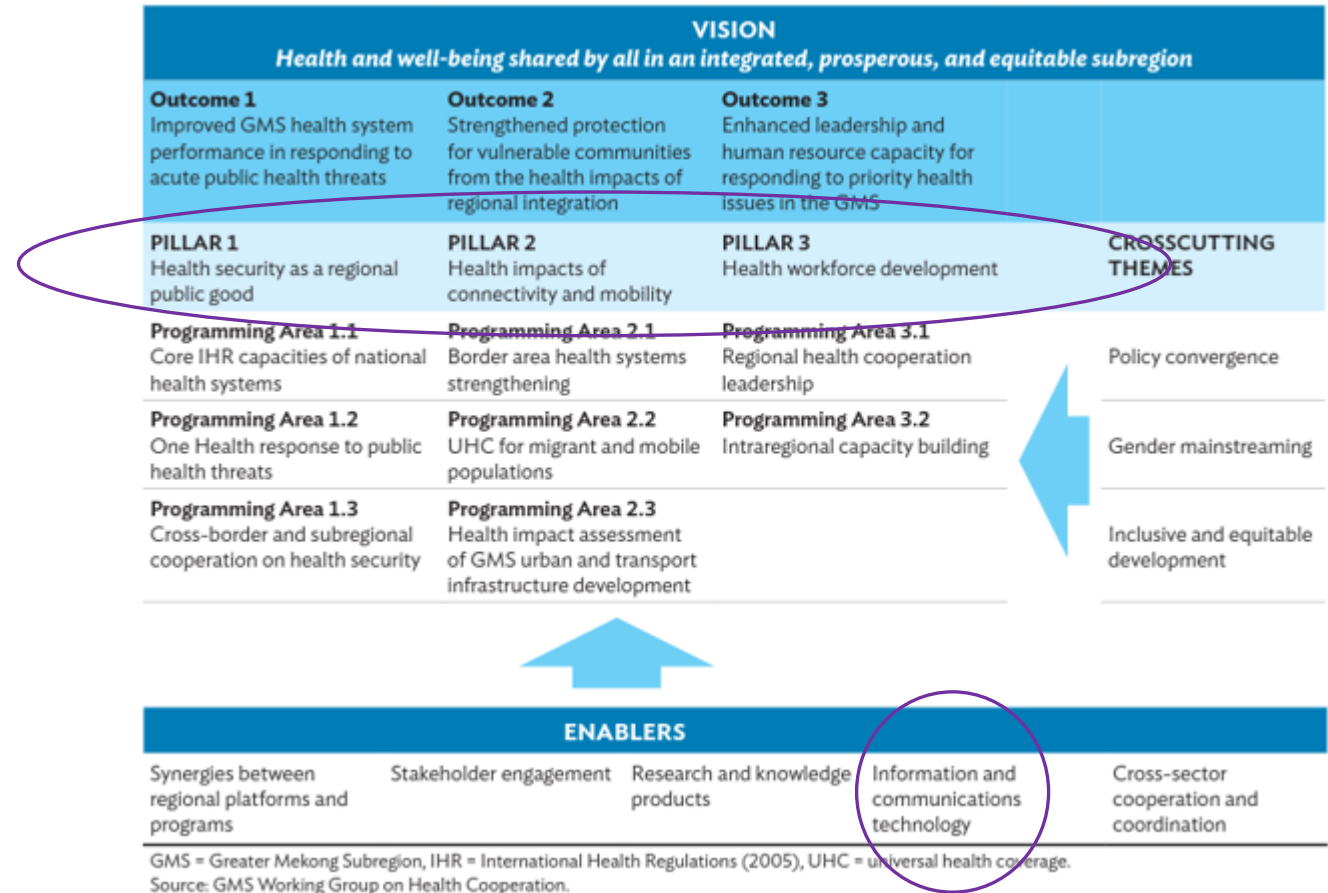 VISION
Health and well-being shared by all in an integrated, prosperous, and equitable subregion
Outcome 1
Improved GMS health system
performance in responding to
acute public health threats
Outcome 2
Strengthened protection
for vulnerable communities
from the health impacts of
regional integration
Outcome 3
Enhanced leadership and
human resource capacity for
responding to priority health
issues in the GMS
PILLAR 1
Health security as a regional
public good
PILLAR 2
Health impacts of
connectivity and mobility
PILLAR 3
Health workforce development
CROSSCUTTING
THEMES
Programming Area 1.1
Core IHR capacities of national
health systems
Programming Area 2.1
Border area health systems
strengthening
Programming Area 3.1
Regional health cooperation
leadership
Policy convergence
Programming Area 1.2
One Health response to public
health threats
Programming Area 2.2
UHC for migrant and mobile
populations
Programming Area 3.2
Intraregional capacity building
Gender mainstreaming
Programming Area 1.3
Cross-border and subregional
cooperation on health security
Programming Area 2.3
Health impact assessment
of GMS urban and transport
infrastructure development
Inclusive and equitable
development
ENABLERS
Synergies between
regional platforms and
programs
Stakeholder engagement
Research and knowledge
products
Information and
communications
technology
Cross-sector
cooperation and
coordination
GMS = Greater Mekong Subregion, IHR = International Health Regulations (2005), UHC = universal health coverage.
Source: GMS Working Group on Health Cooperation.